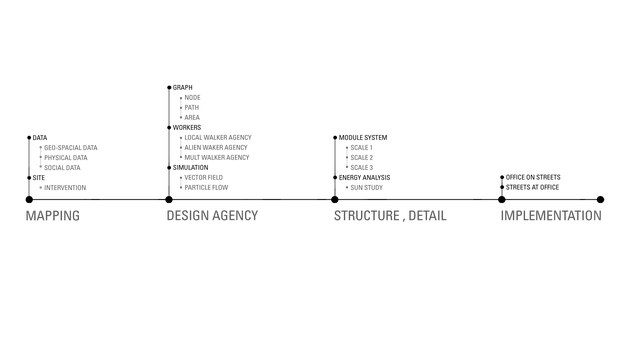 DATA
GEO-SPACIAL DATA
PHYSICAL DATA
SOCIAL DATA
SITE
INTERVENTION
MAPPING
GRAPH
NODE
PATH
AREA
WORKERS
LOCAL WALKER AGENCY
ALIEN WAKER AGENCY
MULT WALKER AGENCY
SIMULATION
VECTOR FIELD
PARTICLE FLOW
DESIGN AGENCY
MODULE SYSTEM
SCALE 1
SCALE 2
SCALE 3
ENERGY ANALYSIS
SUN STUDY
STRUCTURE , DETAIL
OFFICE ON STREETS
STREETS AT OFFICE
IMPLEMENTATION